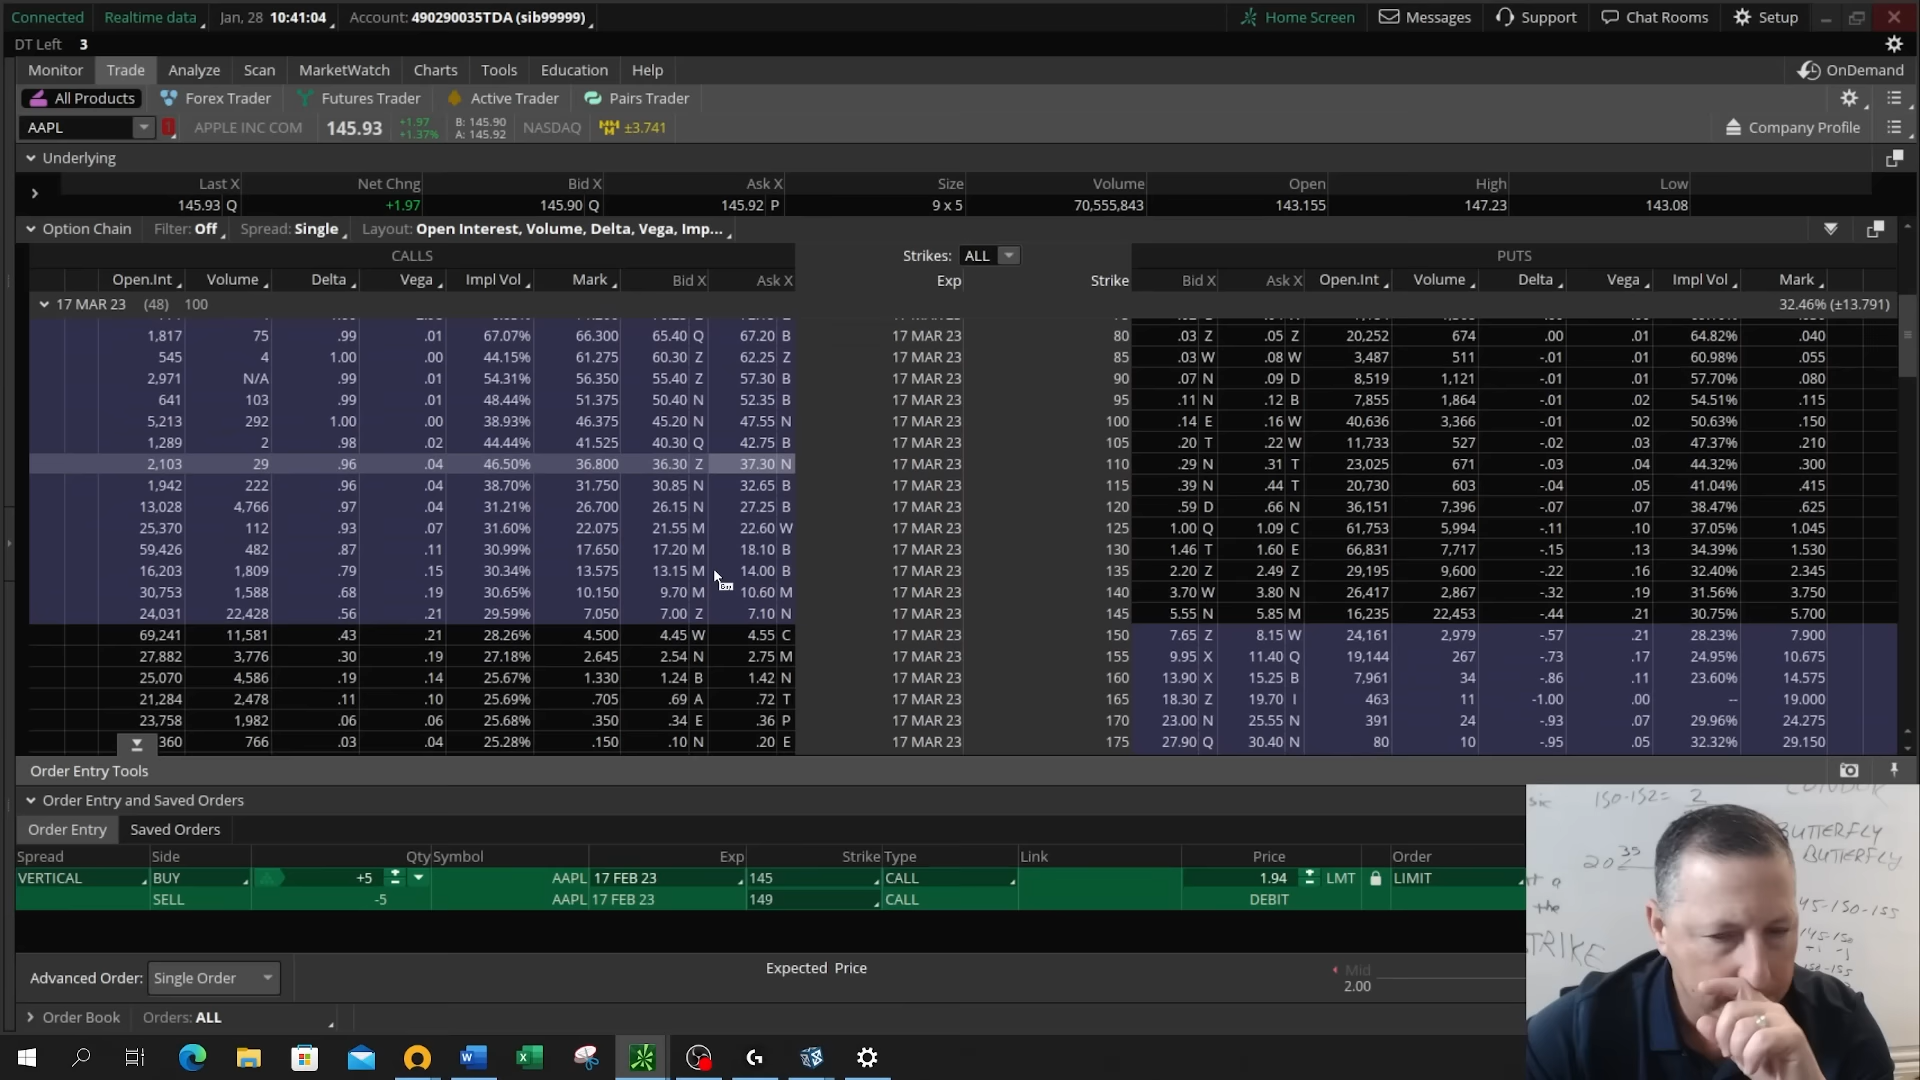 Connected Realtime data Jan, 28 10:41:04 Account: 490290035TDA (sib99999) Home Screen Messages Support Chat Rooms Setup
DT Left 3
Monitor Trade Analyze Scan MarketWatch Charts Tools Education Help OnDemand
All Products Forex Trader Futures Trader Active Trader Pairs Trader
AAPL APPLE INC COM 145.93 +1.97 +1.37% B: 145.90 A: 145.92 NASDAQ ±3.741 Company Profile
Underlying
Last X Net Chng Bid X Ask X Size Volume Open High Low
145.93 Q +1.97 145.90 Q 145.92 P 9 x 5 70,555,843 143.155 147.23 143.08
Option Chain Filter: Off Spread: Single Layout: Open Interest, Volume, Delta, Vega, Imp...
CALLS Strikes: ALL PUTS
Open.Int Volume Delta Vega Impl Vol Mark Bid X Ask X Exp Strike Bid X Ask X Open.Int Volume Delta Vega Impl Vol Mark
17 MAR 23 (48) 100 32.46% (±13.791)
1,817 75 .99 .01 67.07% 66.300 65.40 Q 67.20 B 17 MAR 23 80 .03 Z .05 Z 20,252 674 .00 .01 64.82% .040
545 4 1.00 .00 44.15% 61.275 60.30 Z 62.25 Z 17 MAR 23 85 .03 W .08 W 3,487 511 -.01 .01 60.98% .055
2,971 N/A .99 .01 54.31% 56.350 55.40 Z 57.30 B 17 MAR 23 90 .07 N .09 D 8,519 1,121 -.01 .01 57.70% .080
641 103 .99 .01 48.44% 51.375 50.40 N 52.35 B 17 MAR 23 95 .11 N .12 B 7,855 1,864 -.01 .02 54.51% .115
5,213 292 1.00 .00 38.93% 46.375 45.20 N 47.55 N 17 MAR 23 100 .14 E .16 W 40,636 3,366 -.01 .02 50.63% .150
1,289 2 .98 .02 44.44% 41.525 40.30 Q 42.75 B 17 MAR 23 105 .20 T .22 W 11,733 527 -.02 .03 47.37% .210
2,103 29 .96 .04 46.50% 36.800 36.30 Z 37.30 N 17 MAR 23 110 .29 N .31 T 23,025 671 -.03 .04 44.32% .300
1,942 222 .96 .04 38.70% 31.750 30.85 N 32.65 B 17 MAR 23 115 .39 N .44 T 20,730 603 -.04 .05 41.04% .415
13,028 4,766 .97 .04 31.21% 26.700 26.15 N 27.25 B 17 MAR 23 120 .59 D .66 N 36,151 7,396 -.07 .07 38.47% .625
25,370 112 .93 .07 31.60% 22.075 21.55 M 22.60 W 17 MAR 23 125 1.00 Q 1.09 C 61,753 5,994 -.11 .10 37.05% 1.045
59,426 482 .87 .11 30.99% 17.650 17.20 M 18.10 B 17 MAR 23 130 1.46 T 1.60 E 66,831 7,717 -.15 .13 34.39% 1.530
16,203 1,809 .79 .15 30.34% 13.575 13.15 M 14.00 B 17 MAR 23 135 2.20 Z 2.49 Z 29,195 9,600 -.22 .16 32.40% 2.345
30,753 1,588 .68 .19 30.65% 10.150 9.70 M 10.60 M 17 MAR 23 140 3.70 W 3.80 N 26,417 2,867 -.32 .19 31.56% 3.750
24,031 22,428 .56 .21 29.59% 7.050 7.00 Z 7.10 N 17 MAR 23 145 5.55 N 5.85 M 16,235 22,453 -.44 .21 30.75% 5.700
69,241 11,581 .43 .21 28.26% 4.500 4.45 W 4.55 C 17 MAR 23 150 7.65 Z 8.15 W 24,161 2,979 -.57 .21 28.23% 7.900
27,882 3,776 .30 .19 27.18% 2.645 2.54 N 2.75 M 17 MAR 23 155 9.95 X 11.40 Q 19,144 267 -.73 .17 24.95% 10.675
25,070 4,586 .19 .14 25.67% 1.330 1.24 B 1.42 N 17 MAR 23 160 13.90 X 15.25 B 7,961 34 -.86 .11 23.60% 14.575
21,284 2,478 .11 .10 25.69% .705 .69 A .72 T 17 MAR 23 165 18.30 Z 19.70 I 463 11 -1.00 .00 -- 19.000
23,758 1,982 .06 .06 25.68% .350 .34 E .36 P 17 MAR 23 170 23.00 N 25.55 N 391 24 -.93 .07 29.96% 24.275
360 766 .03 .04 25.28% .150 .10 N .20 E 17 MAR 23 175 27.90 Q 30.40 N 80 10 -.95 .05 32.32% 29.150
Order Entry Tools
Order Entry and Saved Orders
Order Entry Saved Orders
Spread Side Qty Symbol Exp Strike Type Link Price Order
VERTICAL BUY +5 AAPL 17 FEB 23 145 CALL 1.94 LMT LIMIT
SELL -5 AAPL 17 FEB 23 149 CALL DEBIT
Advanced Order: Single Order Expected Price Mid
2.00
Order Book Orders: ALL
150-152= 2
BUTTERFLY
BUTTERFLY
20 35
the
45-150-155
TRIKE
145-150